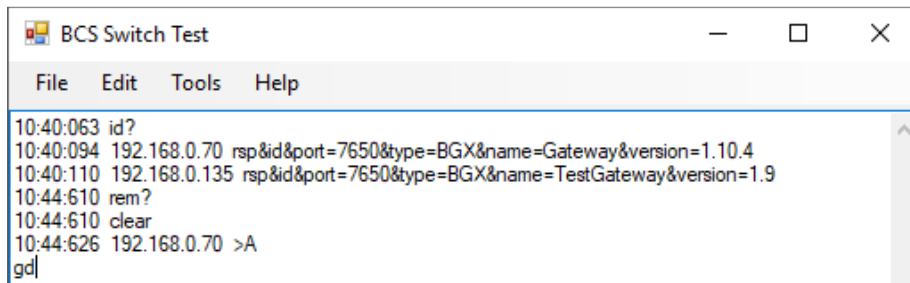 BCS Switch Test
File Edit Tools Help
10:40:063 id?
10:40:094 192.168.0.70 rsp&id&port=7650&type=BGX&name=Gateway&version=1.10.4
10:40:110 192.168.0.135 rsp&id&port=7650&type=BGX&name=TestGateway&version=1.9
10:44:610 rem?
10:44:610 clear
10:44:626 192.168.0.70 >A
gd